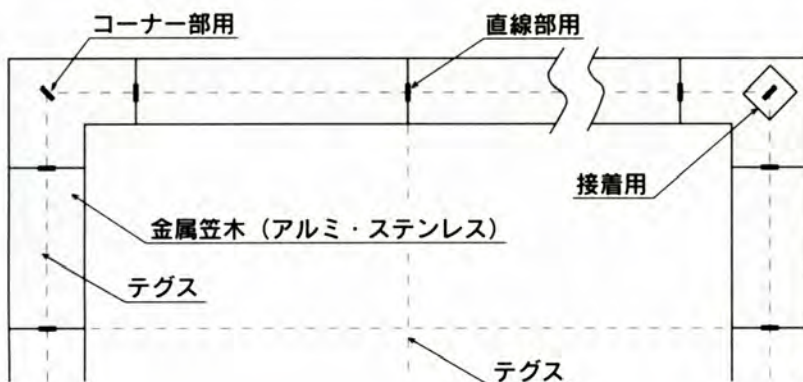 コーナー部用
直線部用
接着用
金属笠木（アルミ・ステンレス）
テグス
テグス